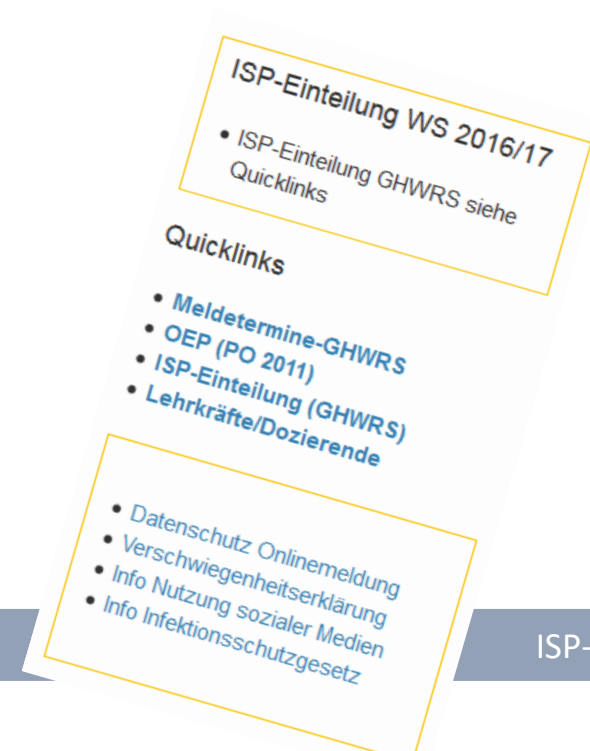 ISP-Einteilung WS 2016/17
• ISP-Einteilung GHWRS siehe
Quicklinks
Quicklinks
• Meldetermine-GHWRS
• OEP (PO 2011)
• ISP-Einteilung (GHWRS)
• Lehrkräfte/Dozierende
• Datenschutz Onlinemeldung
• Verschwiegenheitserklärung
• Info Nutzung sozialer Medien
• Info Infektionsschutzgesetz
ISP-